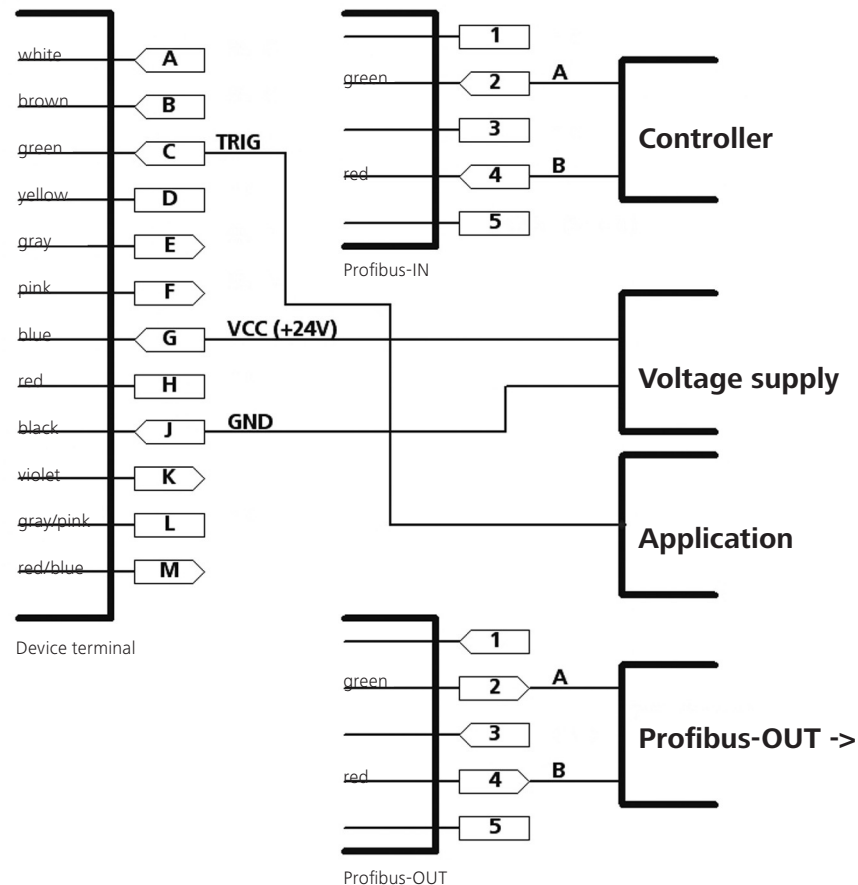 white
A
brown
B
green
C
TRIG
yellow
D
gray
E
pink
F
blue
G
VCC (+24V)
red
H
black
J
GND
violet
K
gray/pink
L
red/blue
M
Device terminal
1
green
2
A
3
red
4
B
5
Profibus-IN
Controller
Voltage supply
Application
1
green
2
A
3
red
4
B
5
Profibus-OUT
Profibus-OUT ->